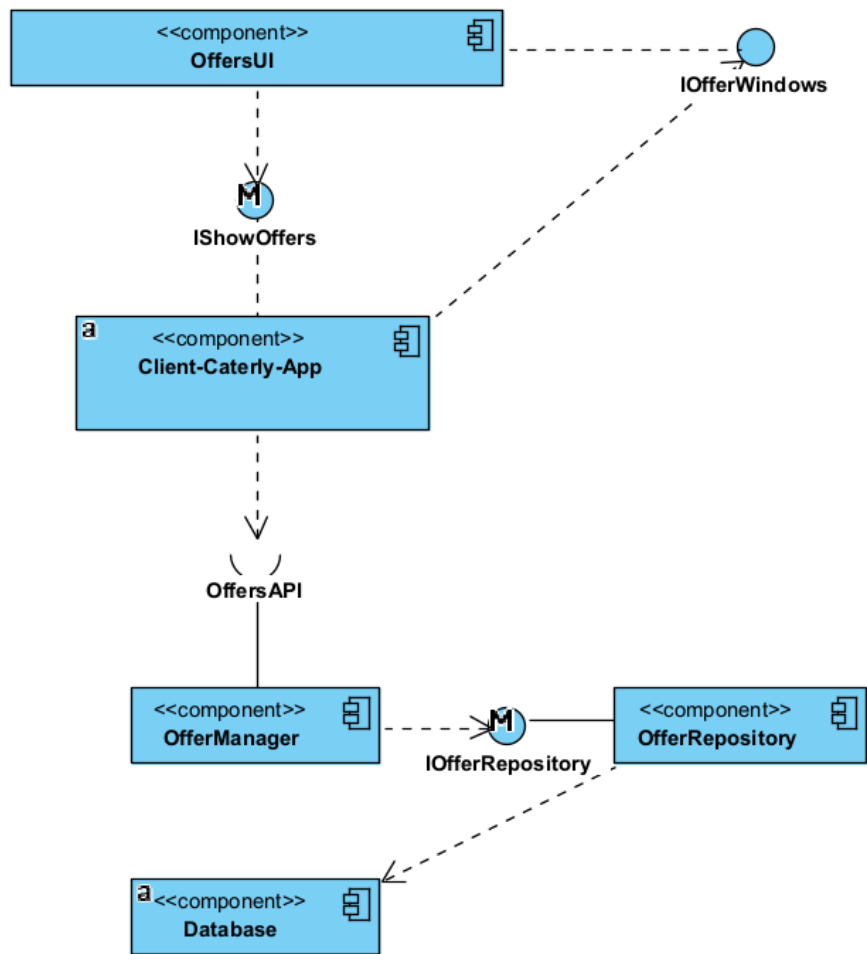 <<component>>
OffersUI
IOfferWindows
M
IShowOffers
a
<<component>>
Client-Caterly-App
OffersAPI
<<component>>
OfferManager
M
IOfferRepository
<<component>>
OfferRepository
a
<<component>>
Database